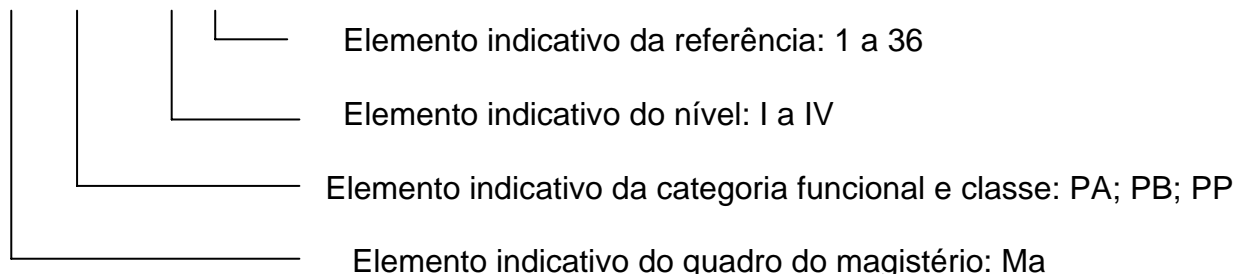 Elemento indicativo da referência: 1 a 36
Elemento indicativo do nível: I a IV
Elemento indicativo da categoria funcional e classe: PA; PB; PP
Elemento indicativo do quadro do magistério: Ma